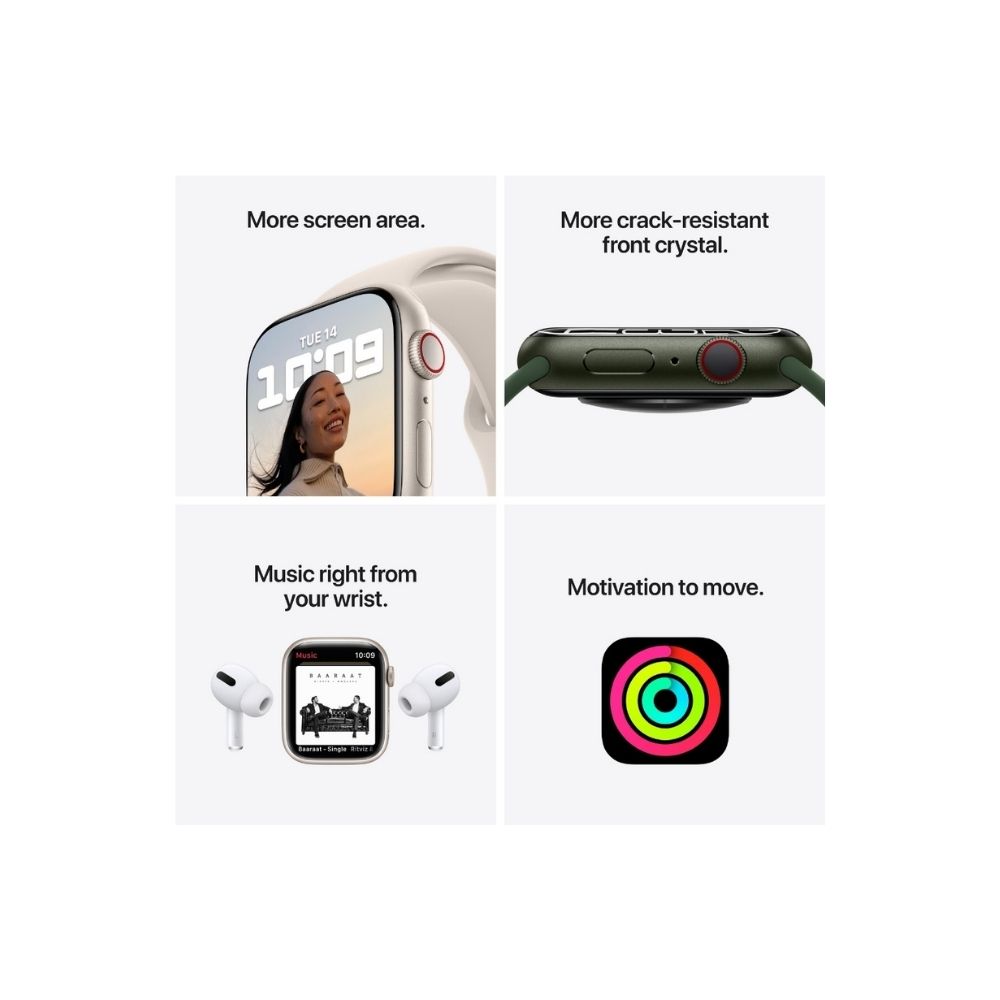 More screen area.
TUE 14
10:09
More crack-resistant
front crystal.
Music right from
your wrist.
Music 10:09
BAARAAT
Baaraat - Single Ritviz
Motivation to move.